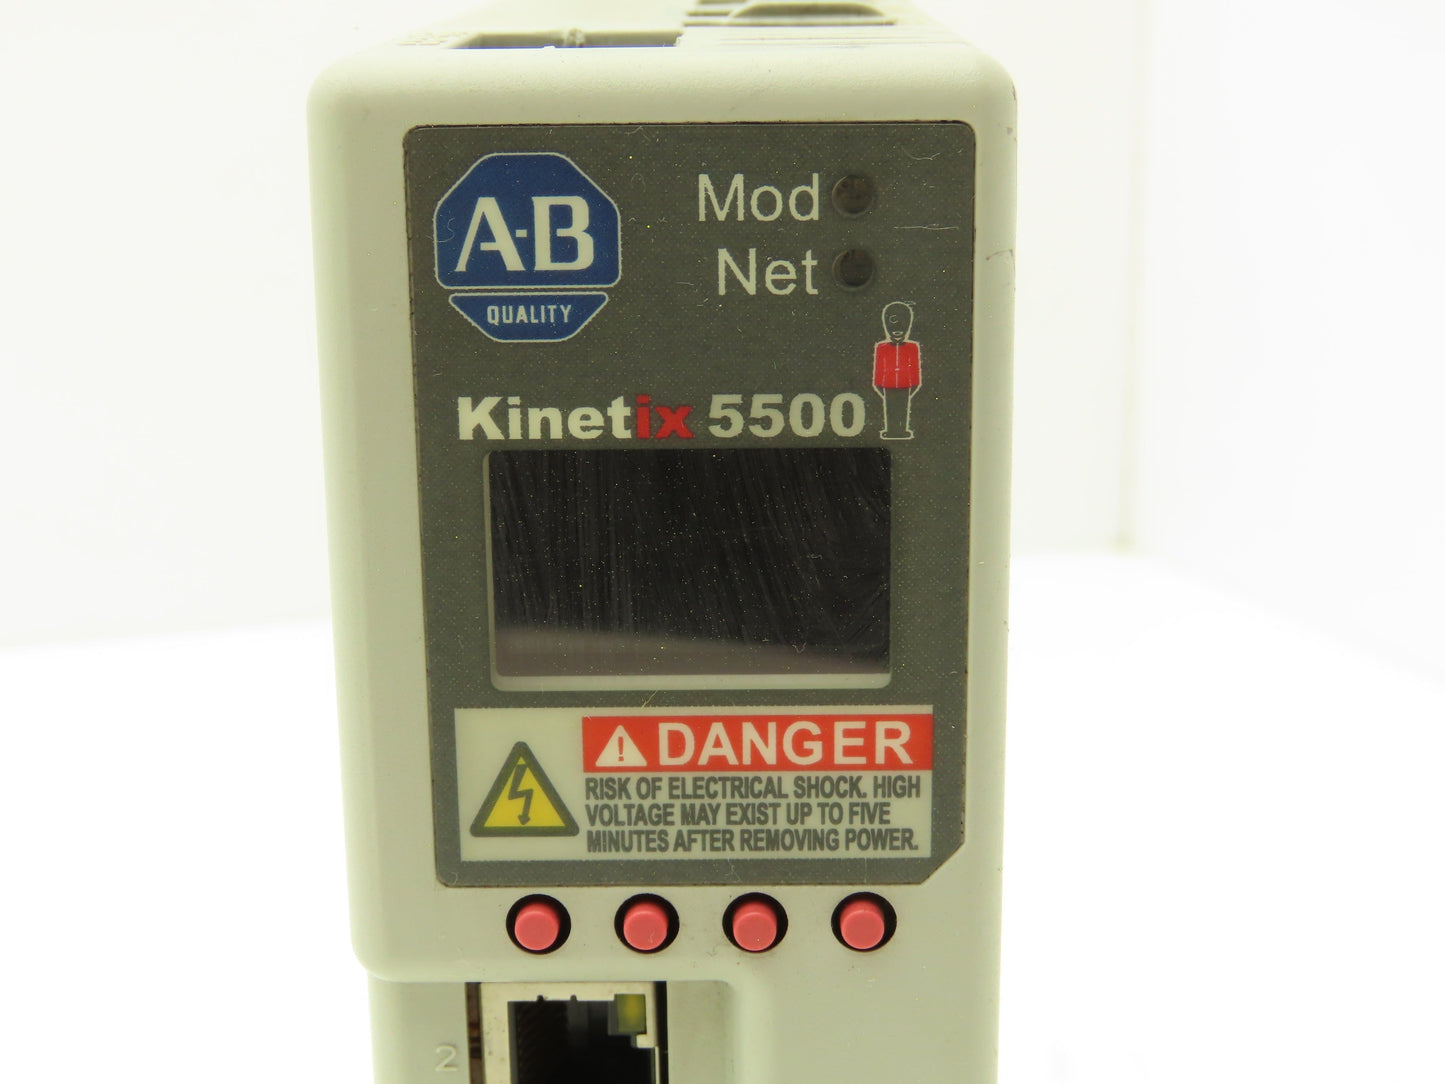 A-B
QUALITY
Mod
Net
Kinetix 5500
DANGER
RISK OF ELECTRICAL SHOCK. HIGH
VOLTAGE MAY EXIST UP TO FIVE
MINUTES AFTER REMOVING POWER.
2